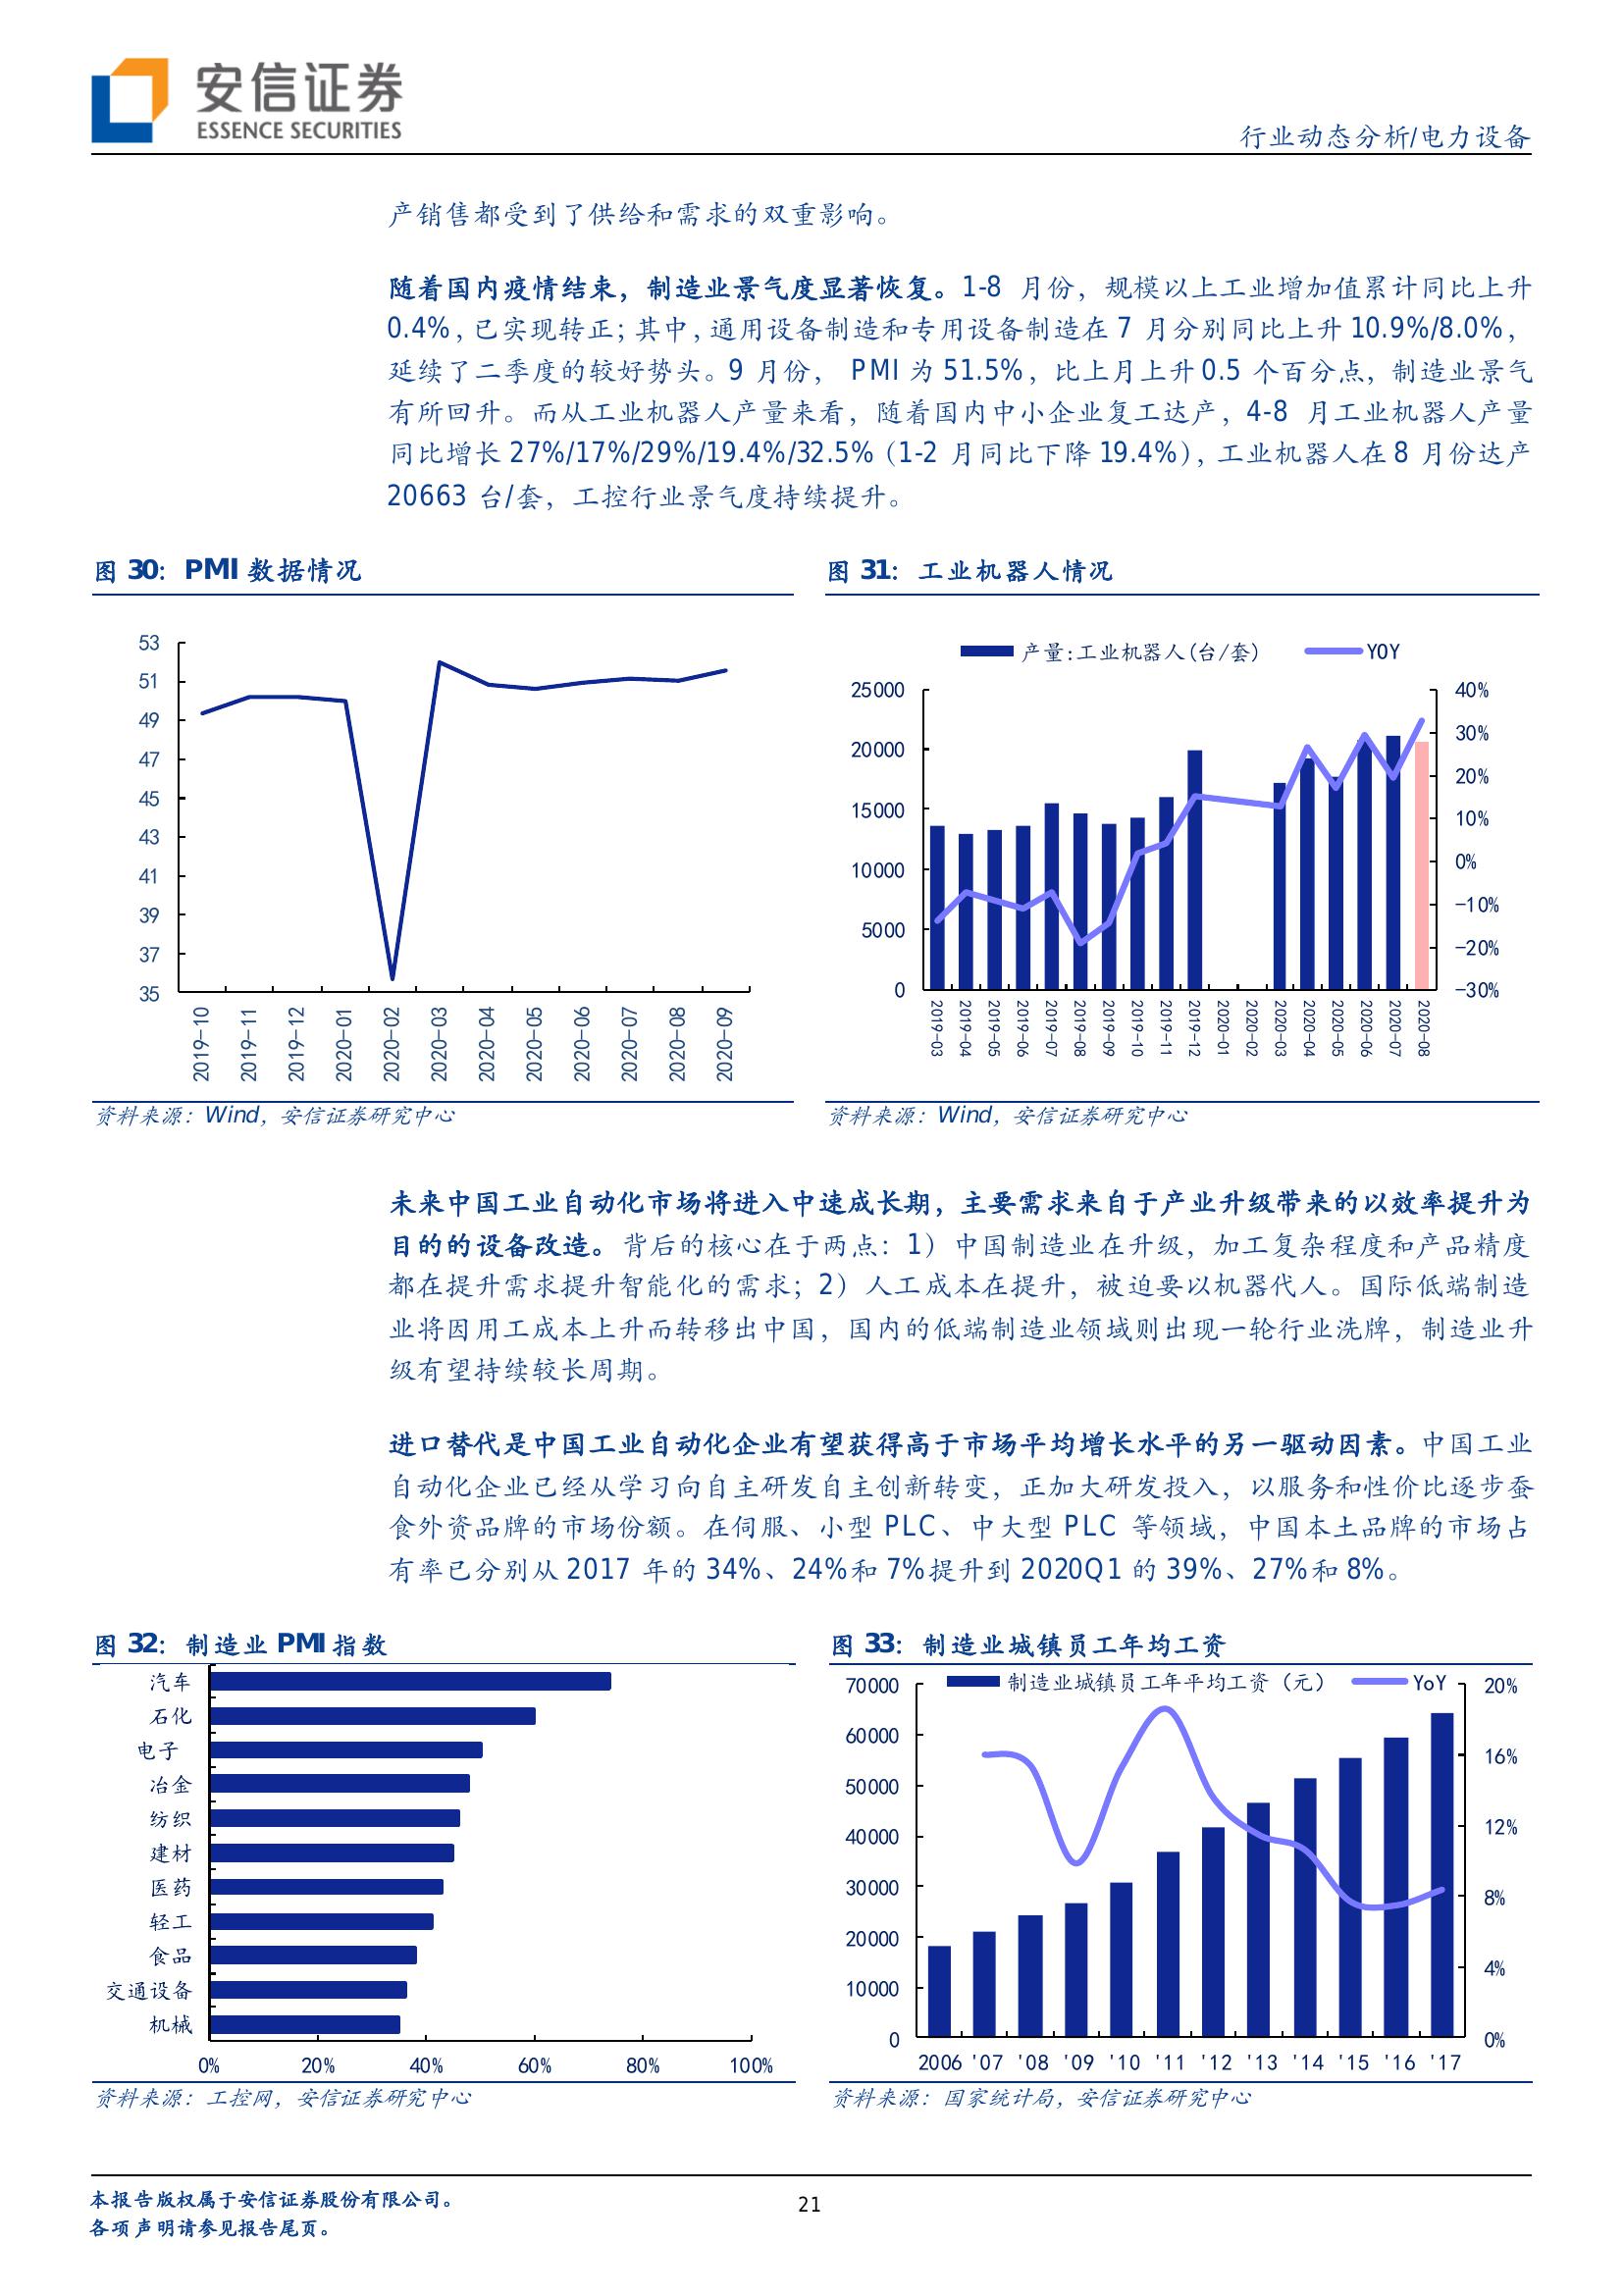 安信证券
ESSENCE SECURITIES
行业动态分析/电力设备
产销售都受到了供给和需求的双重影响。
随着国内疫情结束，制造业景气度显著恢复。1-8 月份，规模以上工业增加值累计同比上升
0.4%，已实现转正；其中，通用设备制造和专用设备制造在 7 月分别同比上升 10.9%/8.0%，
延续了二季度的较好势头。9 月份， PMI 为 51.5%，比上月上升 0.5 个百分点，制造业景气
有所回升。而从工业机器人产量来看，随着国内中小企业复工达产，4-8 月工业机器人产量
同比增长 27%/17%/29%/19.4%/32.5%（1-2 月同比下降 19.4%），工业机器人在 8 月份达产
20663 台/套，工控行业景气度持续提升。
图 30：PMI 数据情况
53
51
49
47
45
43
41
39
37
35
2019-10
2019-11
2019-12
2020-01
2020-02
2020-03
2020-04
2020-05
2020-06
2020-07
2020-08
2020-09
资料来源：Wind，安信证券研究中心
图 31：工业机器人情况
产量:工业机器人(台/套) YOY
25000
20000
15000
10000
5000
0
40%
30%
20%
10%
0%
-10%
-20%
-30%
2019-03
2019-04
2019-05
2019-06
2019-07
2019-08
2019-09
2019-10
2019-11
2019-12
2020-01
2020-02
2020-03
2020-04
2020-05
2020-06
2020-07
2020-08
资料来源：Wind，安信证券研究中心
未来中国工业自动化市场将进入中速成长期，主要需求来自于产业升级带来的以效率提升为
目的的设备改造。背后的核心在于两点：1）中国制造业在升级，加工复杂程度和产品精度
都在提升需求提升智能化的需求；2）人工成本在提升，被迫要以机器代人。国际低端制造
业将因用工成本上升而转移出中国，国内的低端制造业领域则出现一轮行业洗牌，制造业升
级有望持续较长周期。
进口替代是中国工业自动化企业有望获得高于市场平均增长水平的另一驱动因素。中国工业
自动化企业已经从学习向自主研发自主创新转变，正加大研发投入，以服务和性价比逐步蚕
食外资品牌的市场份额。在伺服、小型 PLC、中大型 PLC 等领域，中国本土品牌的市场占
有率已分别从 2017 年的 34%、24%和 7%提升到 2020Q1 的 39%、27%和 8%。
图 32：制造业 PMI 指数
汽车
石化
电子
冶金
纺织
建材
医药
轻工
食品
交通设备
机械
0% 20% 40% 60% 80% 100%
资料来源：工控网，安信证券研究中心
图 33：制造业城镇员工年均工资
制造业城镇员工年平均工资（元） YoY
70000
60000
50000
40000
30000
20000
10000
0
20%
16%
12%
8%
4%
0%
2006 '07 '08 '09 '10 '11 '12 '13 '14 '15 '16 '17
资料来源：国家统计局，安信证券研究中心
本报告版权属于安信证券股份有限公司。
各项声明请参见报告尾页。
21